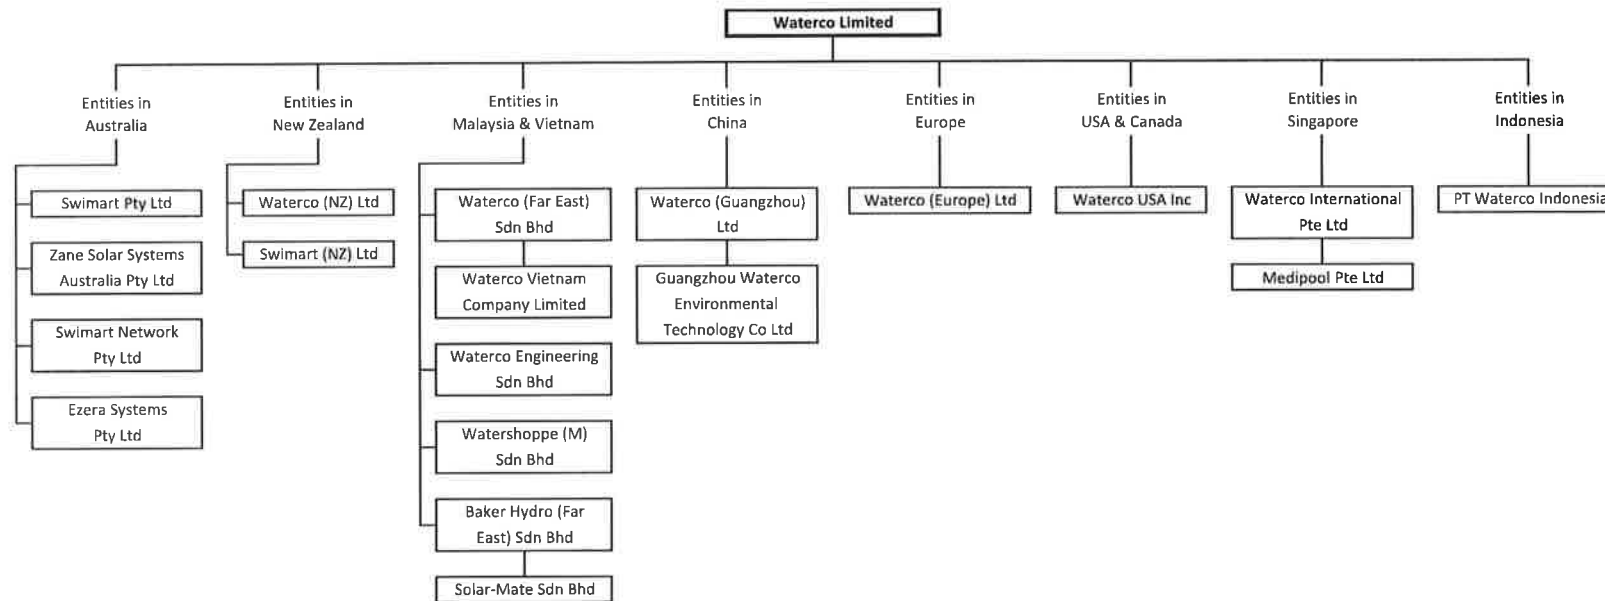 Waterco Limited
Entities in
Australia
Entities in
New Zealand
Entities in
Malaysia & Vietnam
Entities in
China
Entities in
Europe
Entities in
USA & Canada
Entities in
Singapore
Entities in
Indonesia
Swimart Pty Ltd
Zane Solar Systems
Australia Pty Ltd
Swimart Network
Pty Ltd
Ezera Systems
Pty Ltd
Waterco (NZ) Ltd
Swimart (NZ) Ltd
Waterco (Far East)
Sdn Bhd
Waterco Vietnam
Company Limited
Waterco Engineering
Sdn Bhd
Watershoppe (M)
Sdn Bhd
Baker Hydro (Far
East) Sdn Bhd
Solar-Mate Sdn Bhd
Waterco (Guangzhou)
Ltd
Guangzhou Waterco
Environmental
Technology Co Ltd
Waterco (Europe) Ltd
Waterco USA Inc
Waterco International
Pte Ltd
Medipool Pte Ltd
PT Waterco Indonesia